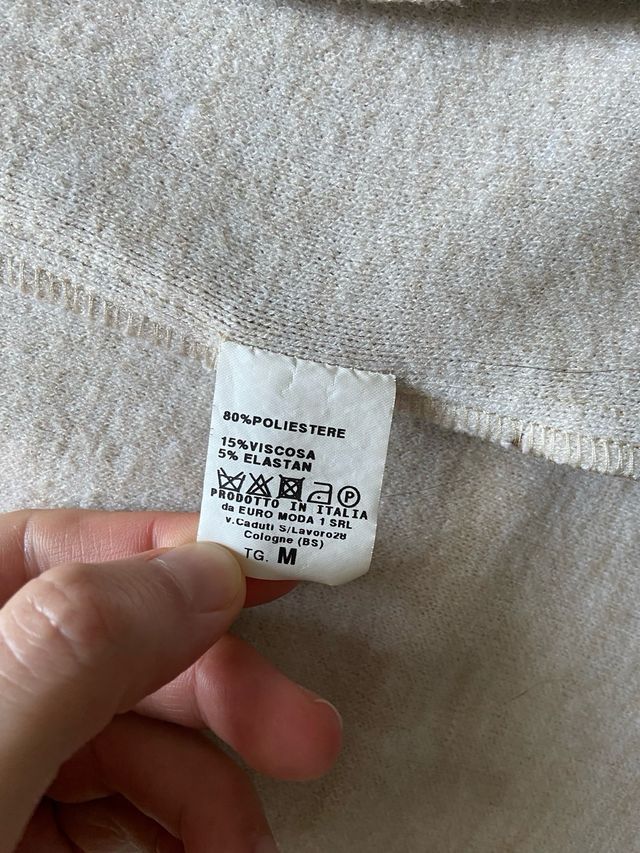 80%POLIESTERE
15%VISCOSA
5% ELASTAN
P
PRODOTTO IN ITALIA
da EURO MODA 1 SRL
v.Caduti S/Lavoro28
Cologne (BS)
TG. M